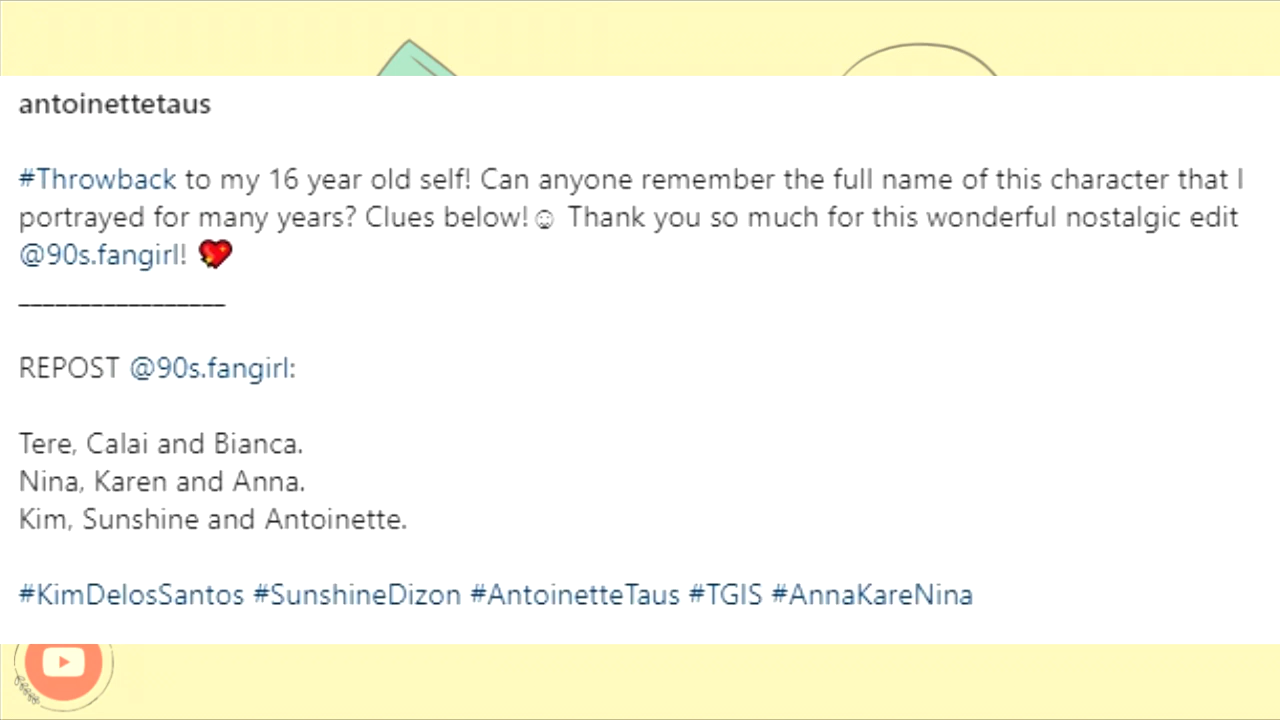 antoinettetaus
#Throwback to my 16 year old self! Can anyone remember the full name of this character that I
portrayed for many years? Clues below!☺ Thank you so much for this wonderful nostalgic edit
@90s.fangirl! 💖
_________________
REPOST @90s.fangirl:
Tere, Calai and Bianca.
Nina, Karen and Anna.
Kim, Sunshine and Antoinette.
#KimDelosSantos #SunshineDizon #AntoinetteTaus #TGIS #AnnaKareNina